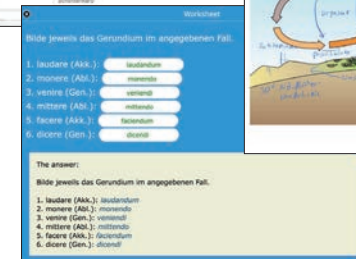 Worksheet
Bilde jeweils das Gerundium im angegebenen Fall.
1. laudare (Akk.): laudandum
2. monere (Abl.): monendo
3. venire (Gen.): veniendi
4. mittere (Abl.): mittendo
5. facere (Akk.): faciendum
6. dicere (Gen.): dicendi
The answer:
Bilde jeweils das Gerundium im angegebenen Fall.
1. laudare (Akk.): laudandum
2. monere (Abl.): monendo
3. venire (Gen.): veniendi
4. mittere (Abl.): mittendo
5. facere (Akk.): faciendum
6. dicere (Gen.): dicendi